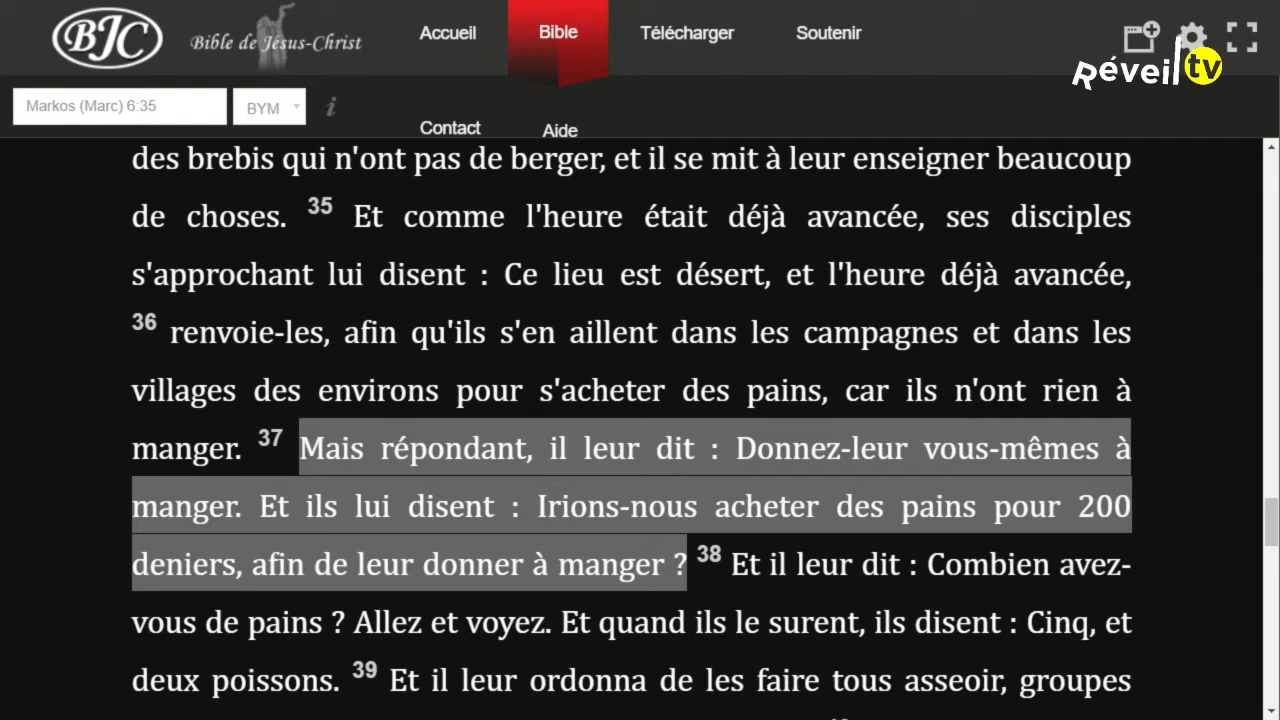 BJC
Bible de Jésus-Christ
Accueil
Bible
Télécharger
Soutenir
Réveil tv
Markos (Marc) 6:35
BYM
i
Contact
Aide
des brebis qui n'ont pas de berger, et il se mit à leur enseigner beaucoup
de choses. 35 Et comme l'heure était déjà avancée, ses disciples
s'approchant lui disent : Ce lieu est désert, et l'heure déjà avancée,
36 renvoie-les, afin qu'ils s'en aillent dans les campagnes et dans les
villages des environs pour s'acheter des pains, car ils n'ont rien à
manger. 37 Mais répondant, il leur dit : Donnez-leur vous-mêmes à
manger. Et ils lui disent : Irions-nous acheter des pains pour 200
deniers, afin de leur donner à manger ? 38 Et il leur dit : Combien avez-
vous de pains ? Allez et voyez. Et quand ils le surent, ils disent : Cinq, et
deux poissons. 39 Et il leur ordonna de les faire tous asseoir, groupes